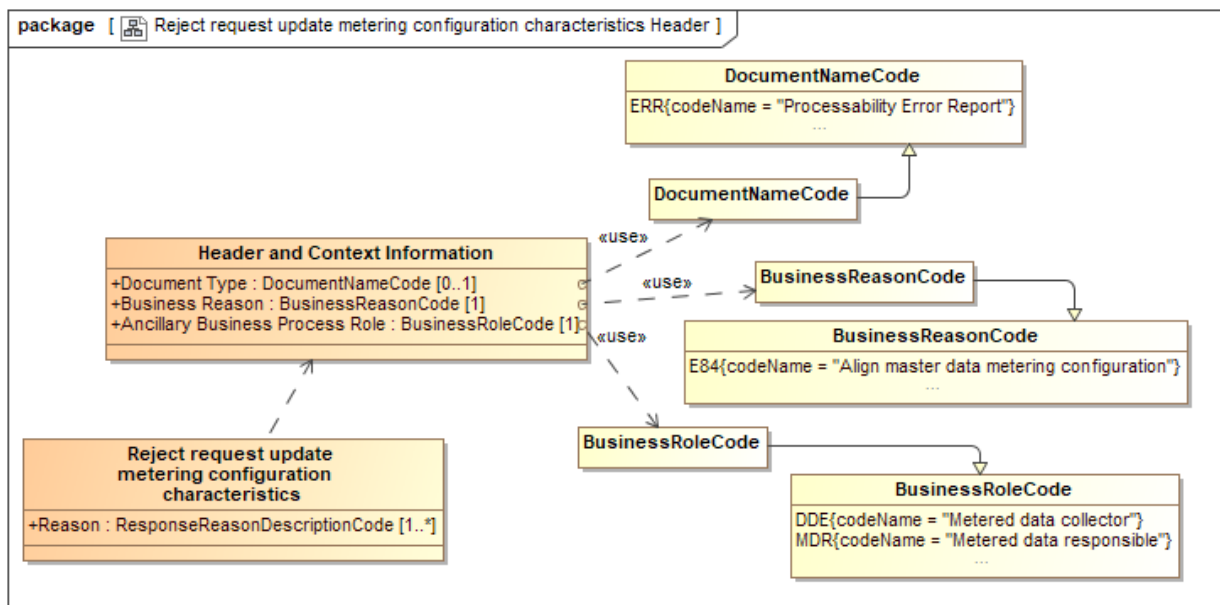 package [ Reject request update metering configuration characteristics Header ]
DocumentNameCode
ERR{codeName = "Processability Error Report"}
...
DocumentNameCode
«use»
Header and Context Information
+Document Type : DocumentNameCode [0..1]
+Business Reason : BusinessReasonCode [1]
+Ancillary Business Process Role : BusinessRoleCode [1]
«use»
BusinessReasonCode
«use»
BusinessReasonCode
E84{codeName = "Align master data metering configuration"}
...
BusinessRoleCode
Reject request update
metering configuration
characteristics
+Reason : ResponseReasonDescriptionCode [1..*]
BusinessRoleCode
DDE{codeName = "Metered data collector"}
MDR{codeName = "Metered data responsible"}
...